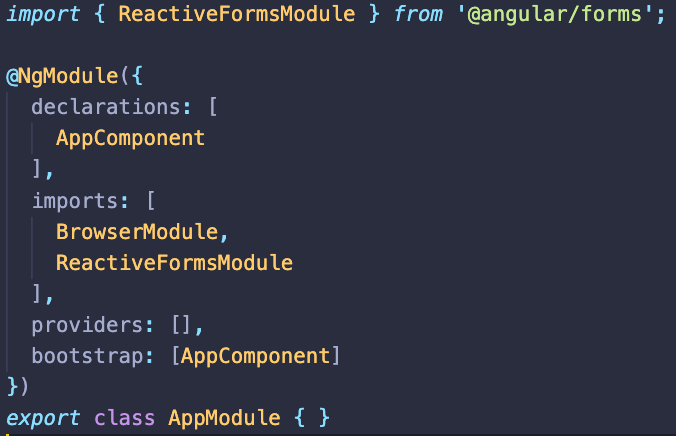 import { ReactiveFormsModule } from '@angular/forms';
@NgModule({
  declarations: [
    AppComponent
  ],
  imports: [
    BrowserModule,
    ReactiveFormsModule
  ],
  providers: [],
  bootstrap: [AppComponent]
})
export class AppModule { }